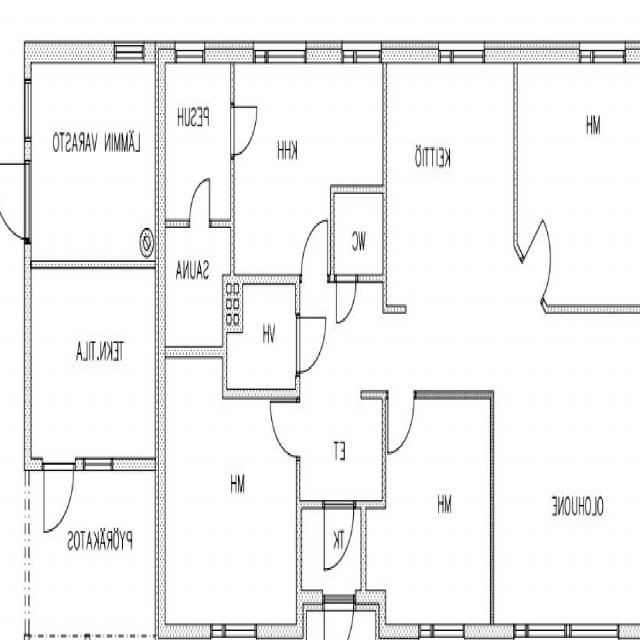 PESUH
MH
LÄMMIN VARASTO
KHH
KEITTIÖ
WC
SAUNA
VH
TEKN.TILA
ET
MH
MH
OLOHUONE
TK
PYÖRÄKATOS